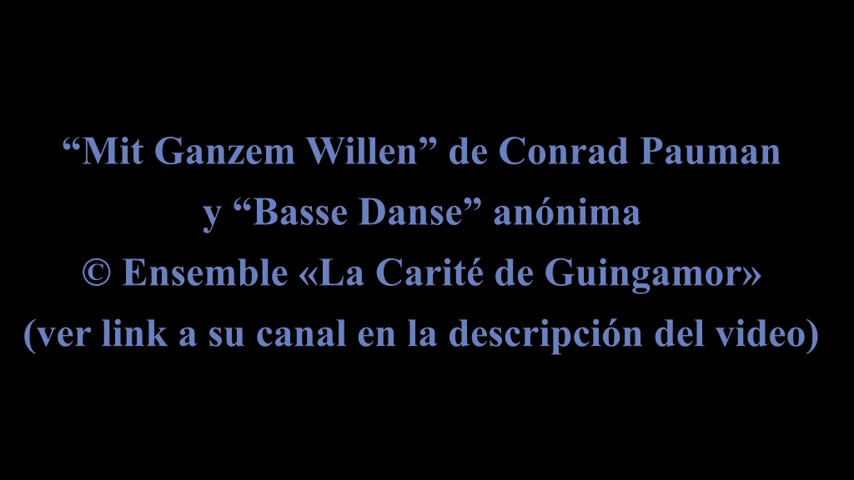 “Mit Ganzem Willen” de Conrad Pauman
y “Basse Danse” anónima
© Ensemble «La Carité de Guingamor»
(ver link a su canal en la descripción del video)